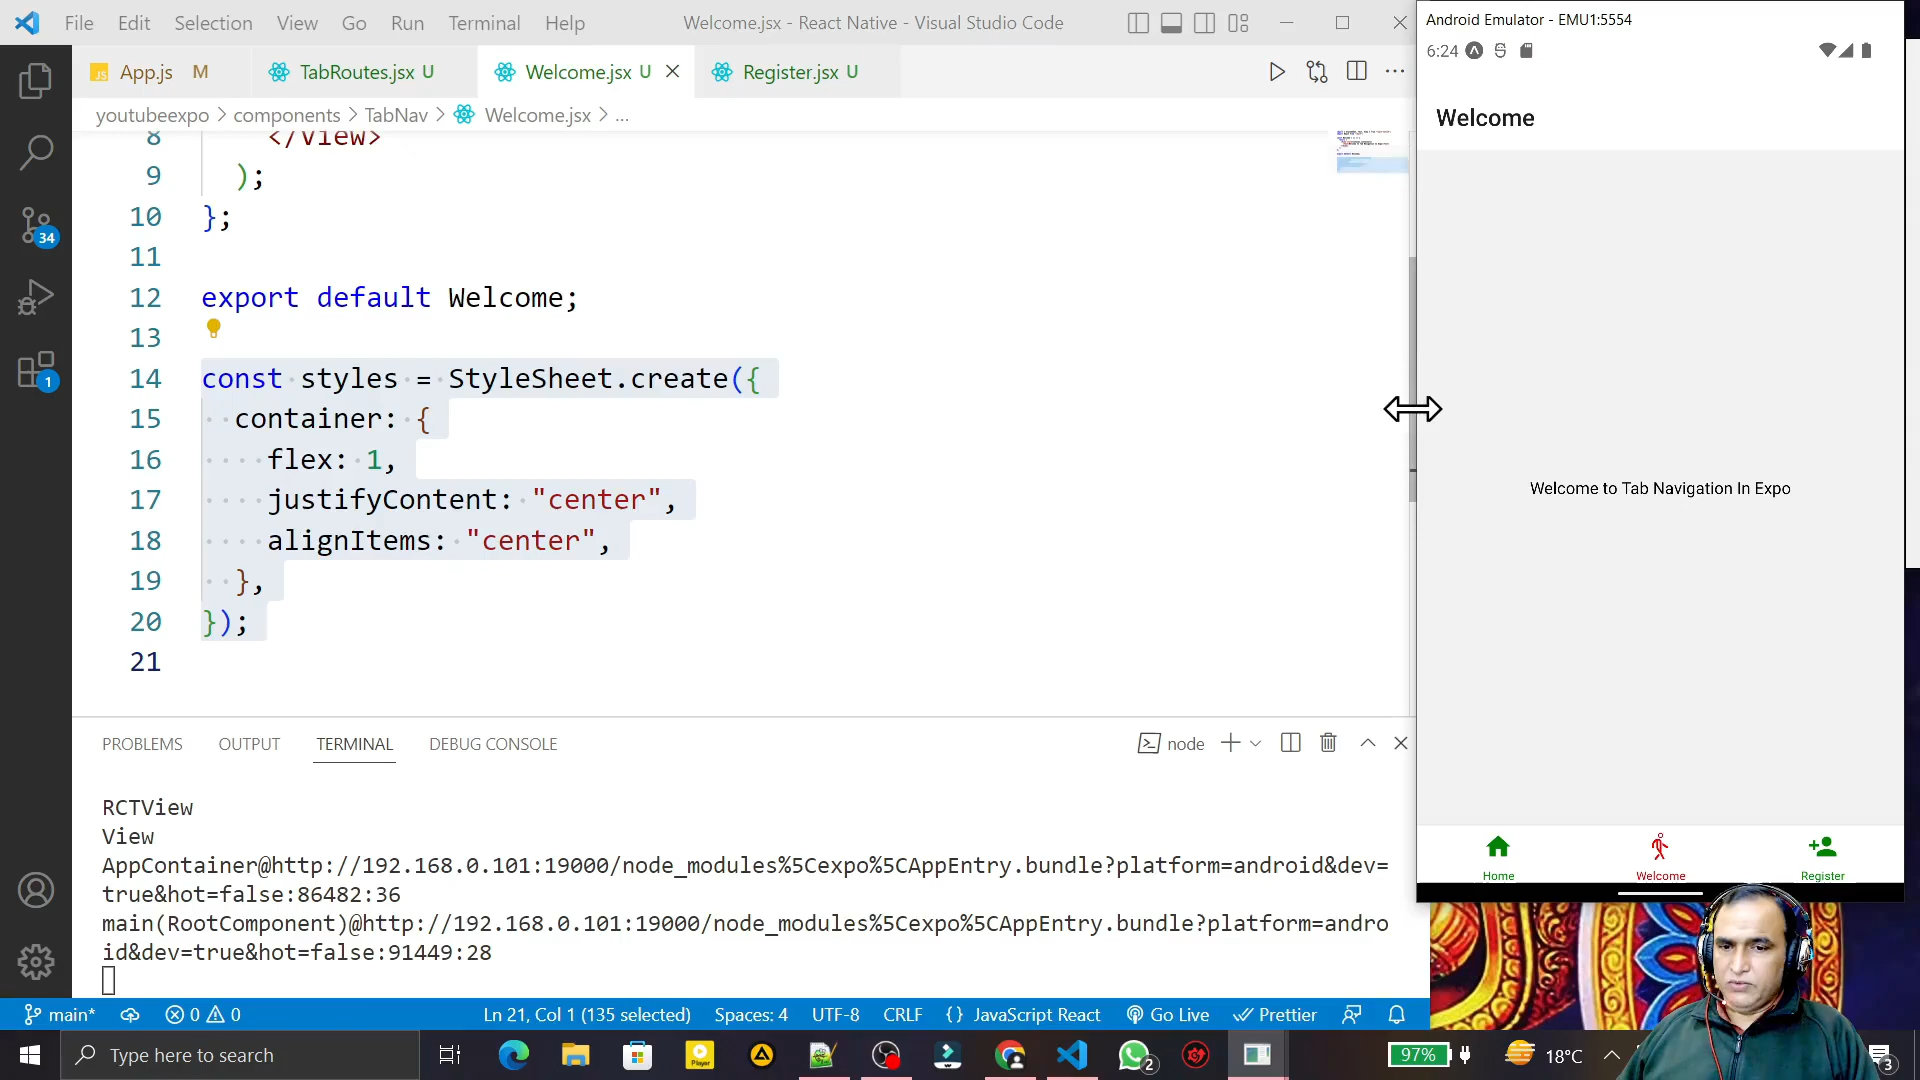 File Edit Selection View Go Run Terminal Help
Welcome.jsx - React Native - Visual Studio Code
JS App.js M
TabRoutes.jsx U
Welcome.jsx U
Register.jsx U
youtubeexpo > components > TabNav > Welcome.jsx > ...
8 </View>
9 );
10 };
11
12 export default Welcome;
13
14 const styles = StyleSheet.create({
15 container: {
16 flex: 1,
17 justifyContent: "center",
18 alignItems: "center",
19 },
20 });
21
34
1
PROBLEMS OUTPUT TERMINAL DEBUG CONSOLE
node
RCTView
View
AppContainer@http://192.168.0.101:19000/node_modules%5Cexpo%5CAppEntry.bundle?platform=android&dev=
true&hot=false:86482:36
main(RootComponent)@http://192.168.0.101:19000/node_modules%5Cexpo%5CAppEntry.bundle?platform=andro
id&dev=true&hot=false:91449:28
main* 0 0 Ln 21, Col 1 (135 selected) Spaces: 4 UTF-8 CRLF {} JavaScript React Go Live Prettier
Android Emulator - EMU1:5554
6:24
Welcome
Welcome to Tab Navigation In Expo
Home Welcome Register
Type here to search
Player
2
97%
18°C
3